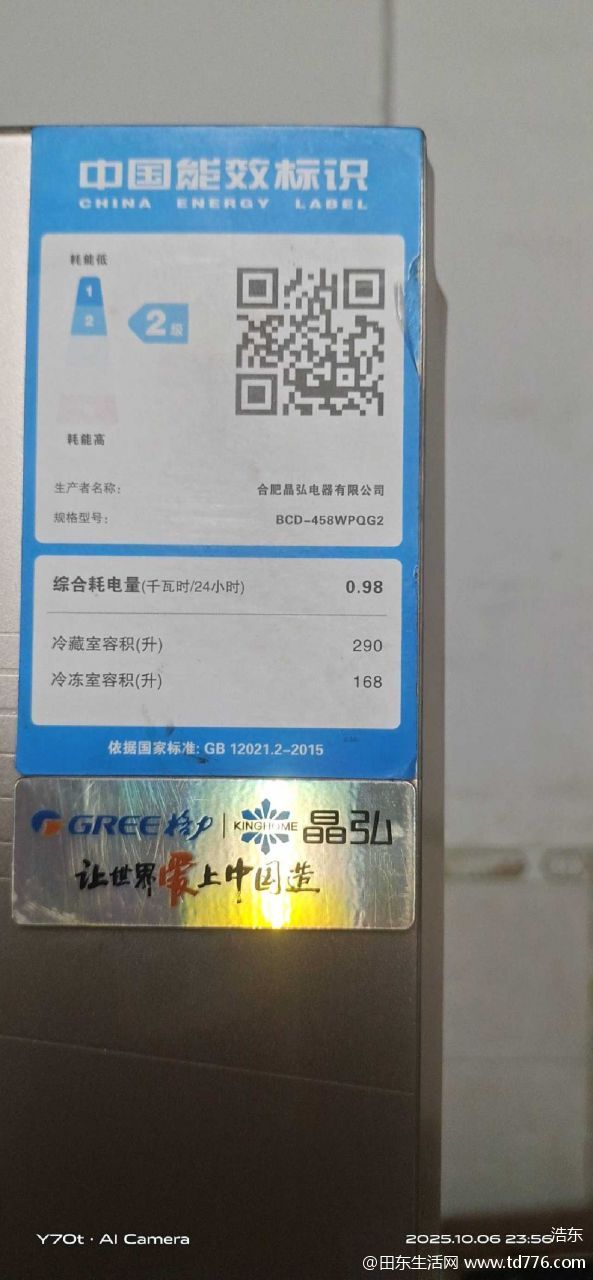 中国能效标识
CHINA ENERGY LABEL
耗能低
1
2
2级
耗能高
生产者名称: 合肥晶弘电器有限公司
规格型号: BCD-458WPQG2
综合耗电量(千瓦时/24小时) 0.98
冷藏室容积(升) 290
冷冻室容积(升) 168
依据国家标准: GB 12021.2-2015
GREE格力 KINGHOME 晶弘
让世界爱上中国造
Y70t · AI Camera
2025.10.06 23:56 浩东
@田东生活网 www.td776.com